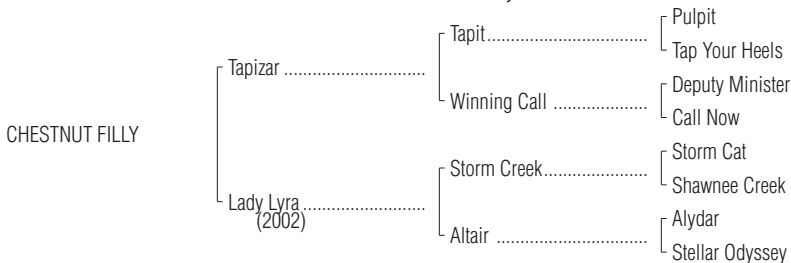 Pulpit
Tapit................................
Tap Your Heels
Tapizar ............................
Deputy Minister
Winning Call ...................
Call Now
CHESTNUT FILLY
Storm Cat
Storm Creek.....................
Shawnee Creek
Lady Lyra ........................
(2002)
Alydar
Altair ...............................
Stellar Odyssey